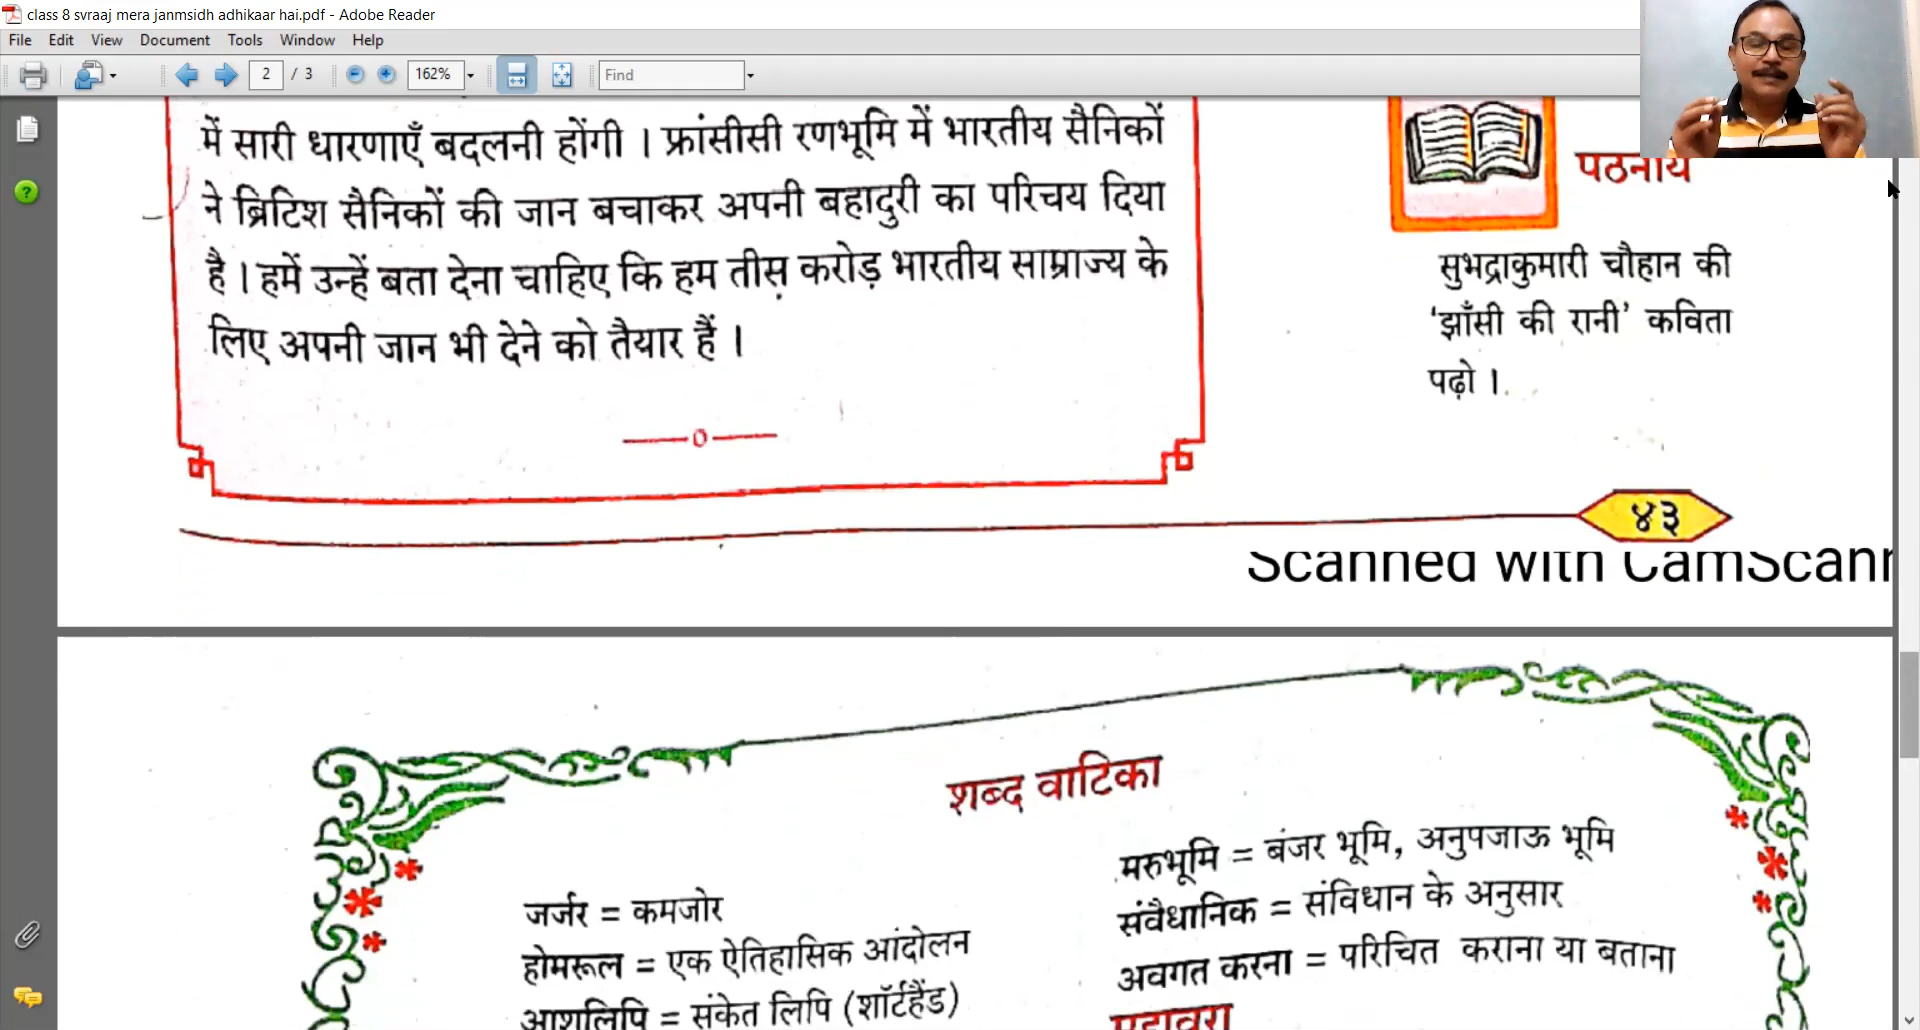 class 8 svraaj mera janmsidh adhikaar hai.pdf - Adobe Reader
File Edit View Document Tools Window Help
2 / 3 162% Find
में सारी धारणाएँ बदलनी होंगी । फ्रांसीसी रणभूमि में भारतीय सैनिकों
ने ब्रिटिश सैनिकों की जान बचाकर अपनी बहादुरी का परिचय दिया
है । हमें उन्हें बता देना चाहिए कि हम तीस करोड़ भारतीय साम्राज्य के
लिए अपनी जान भी देने को तैयार हैं ।
पठनीय
सुभद्राकुमारी चौहान की
‘झाँसी की रानी’ कविता
पढ़ो ।
४३
Scanned with CamScann
शब्द वाटिका
जर्जर = कमजोर
होमरूल = एक ऐतिहासिक आंदोलन
आशुलिपि = संकेत लिपि (शॉर्टहैंड)
मरुभूमि = बंजर भूमि, अनुपजाऊ भूमि
संवैधानिक = संविधान के अनुसार
अवगत करना = परिचित कराना या बताना